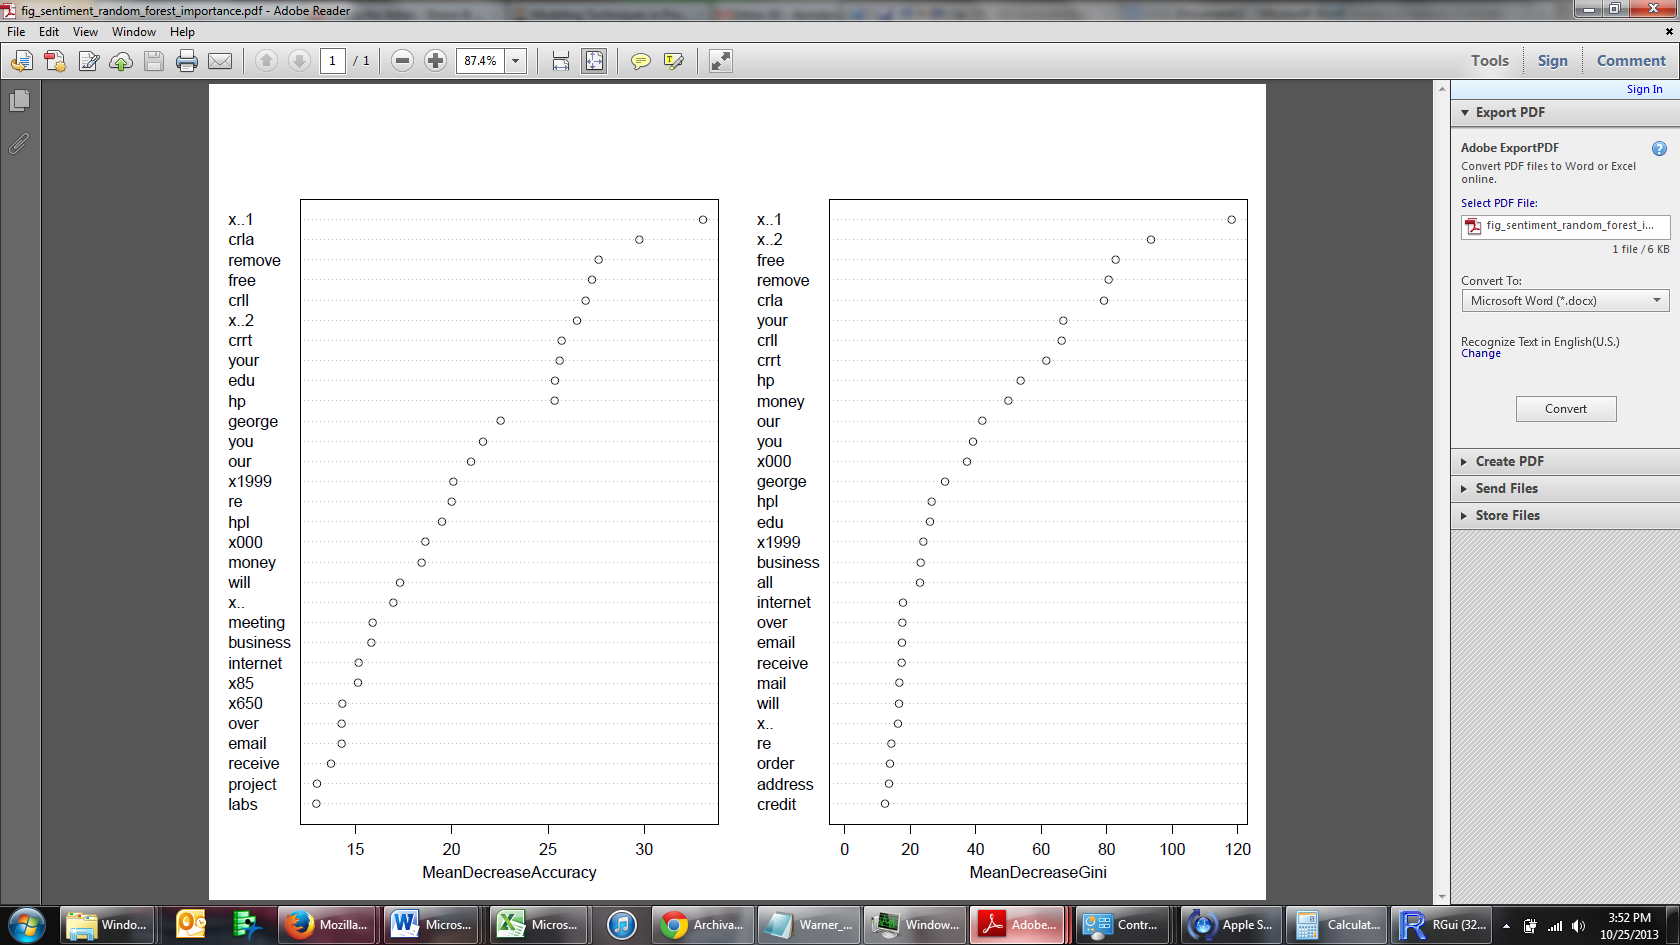 fig_sentiment_random_forest_importance.pdf - Adobe Reader
File Edit View Window Help
1 / 1 87.4% Tools Sign Comment
Sign In
Export PDF
Adobe ExportPDF
Convert PDF files to Word or Excel
online.
Select PDF File:
fig_sentiment_random_forest_i...
1 file / 6 KB
Convert To:
Microsoft Word (*.docx)
Recognize Text in English(U.S.)
Change
Convert
Create PDF
Send Files
Store Files
x..1
crla
remove
free
crll
x..2
crrt
your
edu
hp
george
you
our
x1999
re
hpl
x000
money
will
x..
meeting
business
internet
x85
x650
over
email
receive
project
labs
15 20 25 30
MeanDecreaseAccuracy
x..1
x..2
free
remove
crla
your
crll
crrt
hp
money
our
you
x000
george
hpl
edu
x1999
business
all
internet
over
email
receive
mail
will
x..
re
order
address
credit
0 20 40 60 80 100 120
MeanDecreaseGini
Windo... Mozilla... Micros... Micros... Archiva... Warner_... Window... Adobe... Contr... Apple S... Calculat... RGui (32... 3:52 PM
10/25/2013